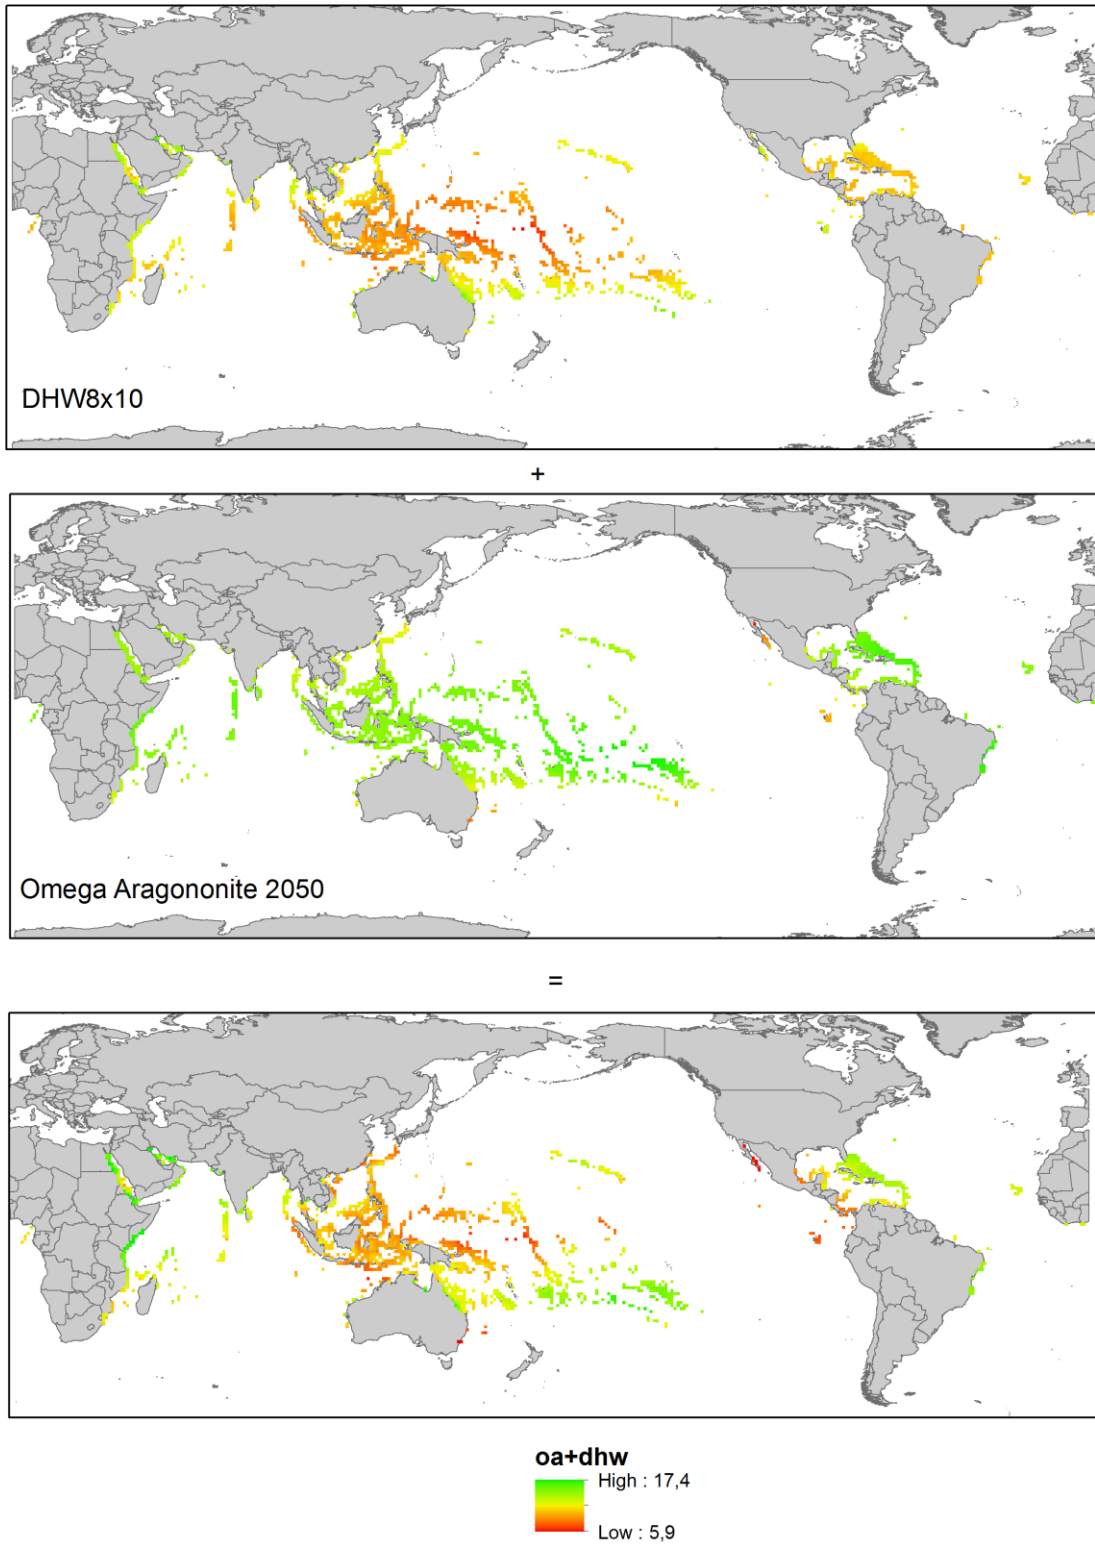 DHW8x10
+
Omega Aragononite 2050
=
oa+dhw
High : 17,4
Low : 5,9